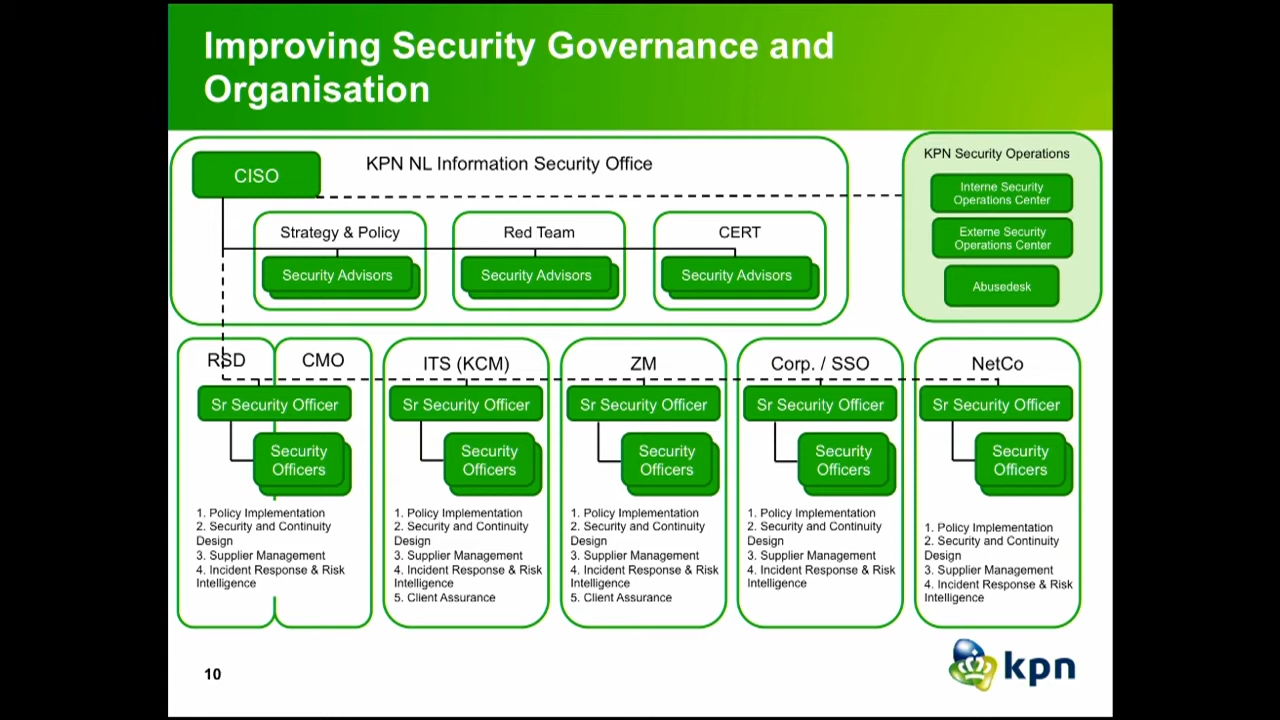 Improving Security Governance and
Organisation
KPN NL Information Security Office
CISO
Strategy & Policy
Security Advisors
Red Team
Security Advisors
CERT
Security Advisors
KPN Security Operations
Interne Security
Operations Center
Externe Security
Operations Center
Abusedesk
RSD
CMO
Sr Security Officer
Security
Officers
1. Policy Implementation
2. Security and Continuity
Design
3. Supplier Management
4. Incident Response & Risk
Intelligence
ITS (KCM)
Sr Security Officer
Security
Officers
1. Policy Implementation
2. Security and Continuity
Design
3. Supplier Management
4. Incident Response & Risk
Intelligence
5. Client Assurance
ZM
Sr Security Officer
Security
Officers
1. Policy Implementation
2. Security and Continuity
Design
3. Supplier Management
4. Incident Response & Risk
Intelligence
5. Client Assurance
Corp. / SSO
Sr Security Officer
Security
Officers
1. Policy Implementation
2. Security and Continuity
Design
3. Supplier Management
4. Incident Response & Risk
Intelligence
NetCo
Sr Security Officer
Security
Officers
1. Policy Implementation
2. Security and Continuity
Design
3. Supplier Management
4. Incident Response & Risk
Intelligence
10
kpn